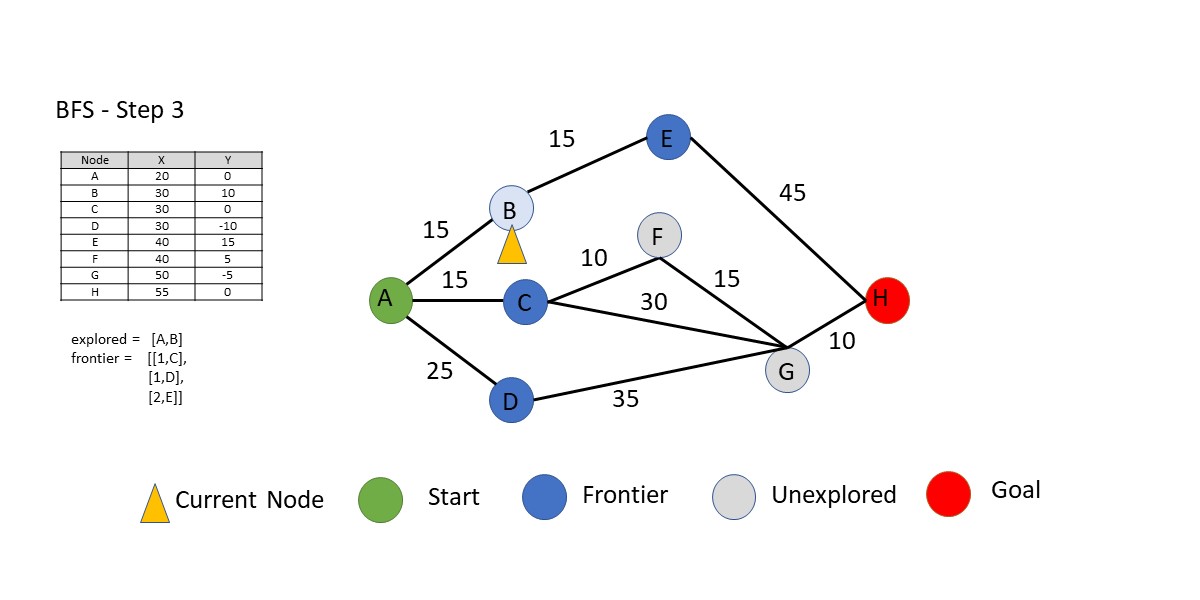 BFS - Step 3
Node X Y
A 20 0
B 30 10
C 30 0
D 30 -10
E 40 15
F 40 5
G 50 -5
H 55 0
explored = [A,B]
frontier = [[1,C],
[1,D],
[2,E]]
15
E
45
B
15
F
10
15
15
A
C
30
H
10
25
G
D
35
Current Node
Start
Frontier
Unexplored
Goal